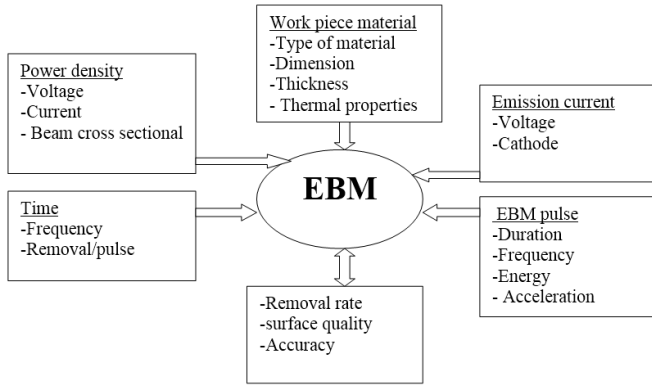 Work piece material
-Type of material
-Dimension
-Thickness
- Thermal properties
Power density
-Voltage
-Current
- Beam cross sectional
Emission current
-Voltage
-Cathode
EBM
Time
-Frequency
-Removal/pulse
EBM pulse
-Duration
-Frequency
-Energy
- Acceleration
-Removal rate
-surface quality
-Accuracy